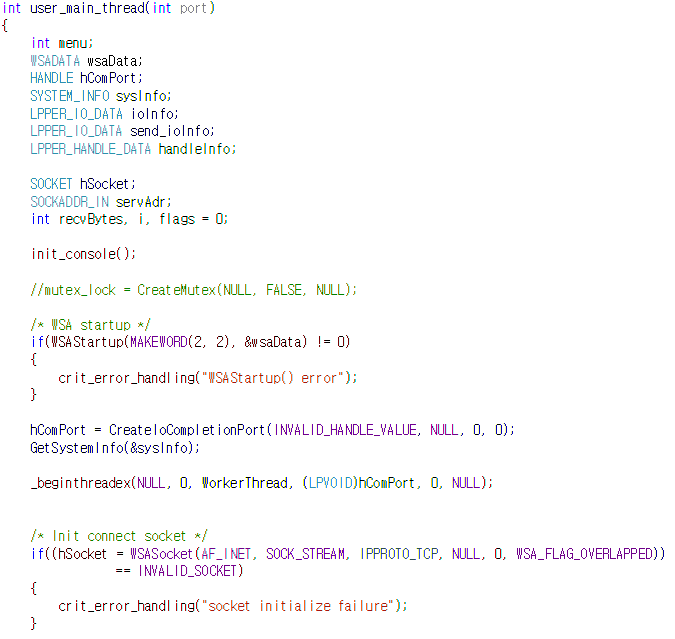 int user_main_thread(int port)
{
    int menu;
    WSADATA wsaData;
    HANDLE hComPort;
    SYSTEM_INFO sysInfo;
    LPPER_IO_DATA ioInfo;
    LPPER_IO_DATA send_ioInfo;
    LPPER_HANDLE_DATA handleInfo;

    SOCKET hSocket;
    SOCKADDR_IN servAdr;
    int recvBytes, i, flags = 0;

    init_console();

    //mutex_lock = CreateMutex(NULL, FALSE, NULL);

    /* WSA startup */
    if(WSAStartup(MAKEWORD(2, 2), &wsaData) != 0)
    {
        crit_error_handling("WSAStartup() error");
    }

    hComPort = CreateIoCompletionPort(INVALID_HANDLE_VALUE, NULL, 0, 0);
    GetSystemInfo(&sysInfo);

    _beginthreadex(NULL, 0, WorkerThread, (LPVOID)hComPort, 0, NULL);


    /* Init connect socket */
    if((hSocket = WSASocket(AF_INET, SOCK_STREAM, IPPROTO_TCP, NULL, 0, WSA_FLAG_OVERLAPPED))
            == INVALID_SOCKET)
    {
        crit_error_handling("socket initialize failure");
    }